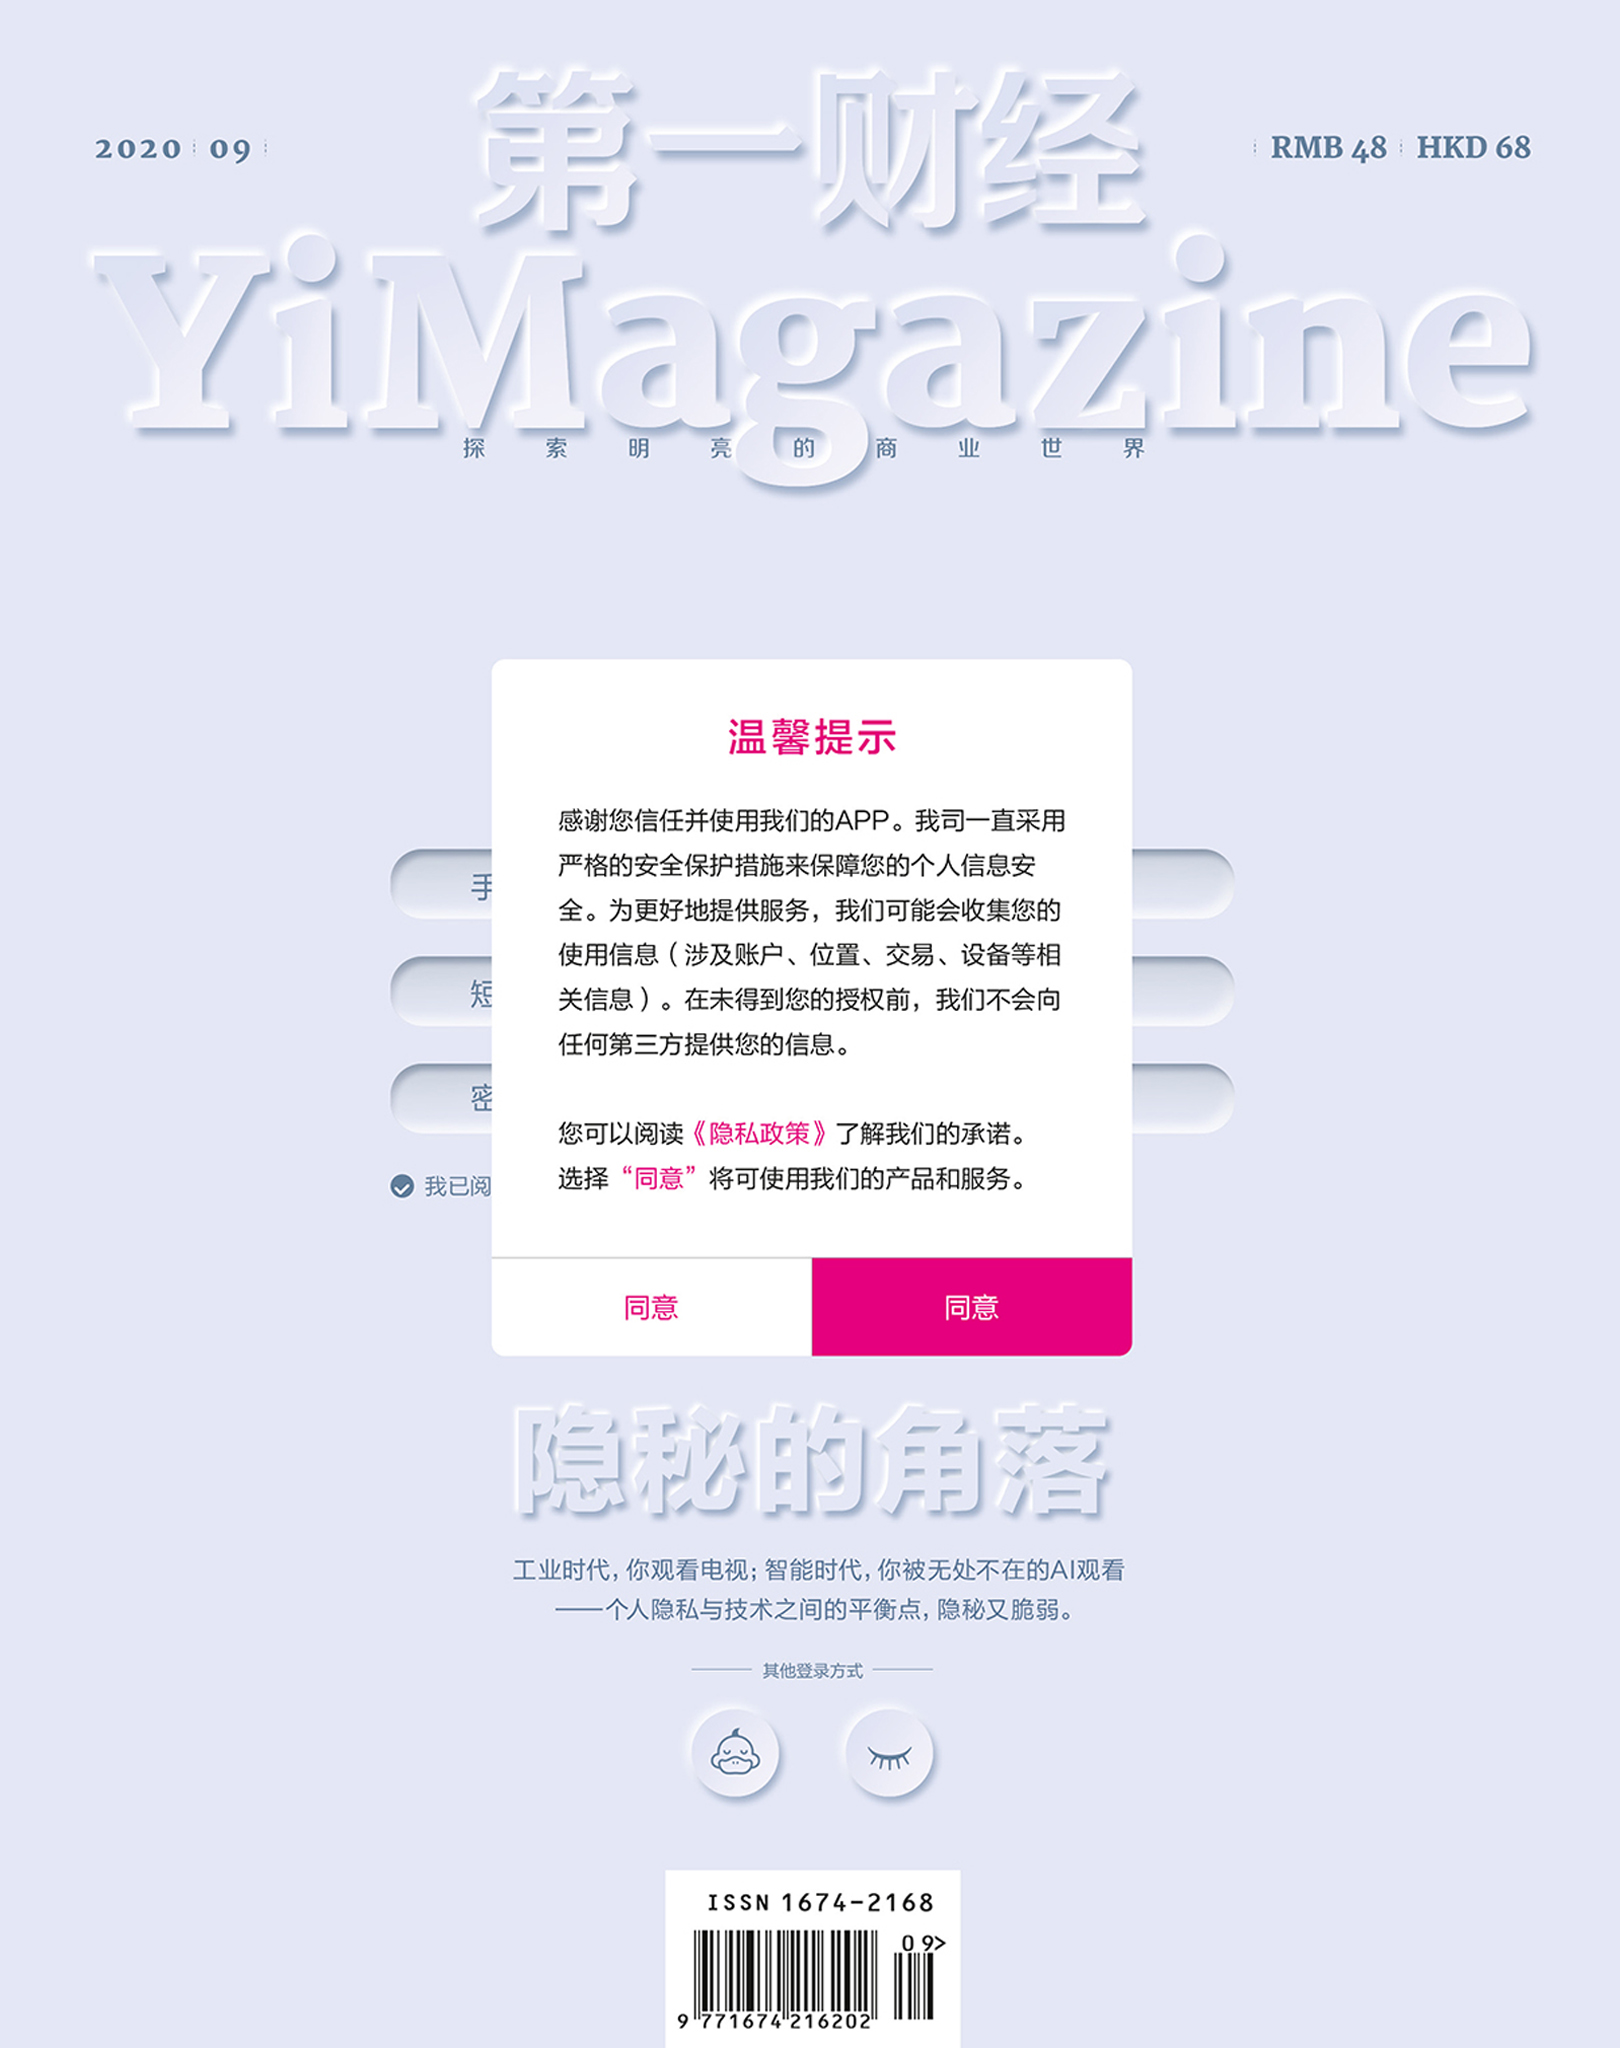 第一财经
2020 09
RMB 48 HKD 68
YiMagazine
探索明亮的商业世界
温馨提示
感谢您信任并使用我们的APP。我司一直采用
严格的安全保护措施来保障您的个人信息安
全。为更好地提供服务，我们可能会收集您的
使用信息（涉及账户、位置、交易、设备等相
关信息）。在未得到您的授权前，我们不会向
任何第三方提供您的信息。
您可以阅读《隐私政策》了解我们的承诺。
选择“同意”将可使用我们的产品和服务。
手
短
密
我已阅
同意
同意
隐秘的角落
工业时代，你观看电视；智能时代，你被无处不在的AI观看
——个人隐私与技术之间的平衡点，隐秘又脆弱。
其他登录方式
ISSN 1674-2168
09>
9 771674 216202